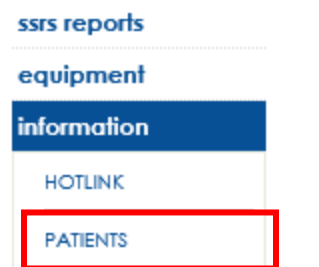 ssrs reports
equipment
information
HOTLINK
PATIENTS